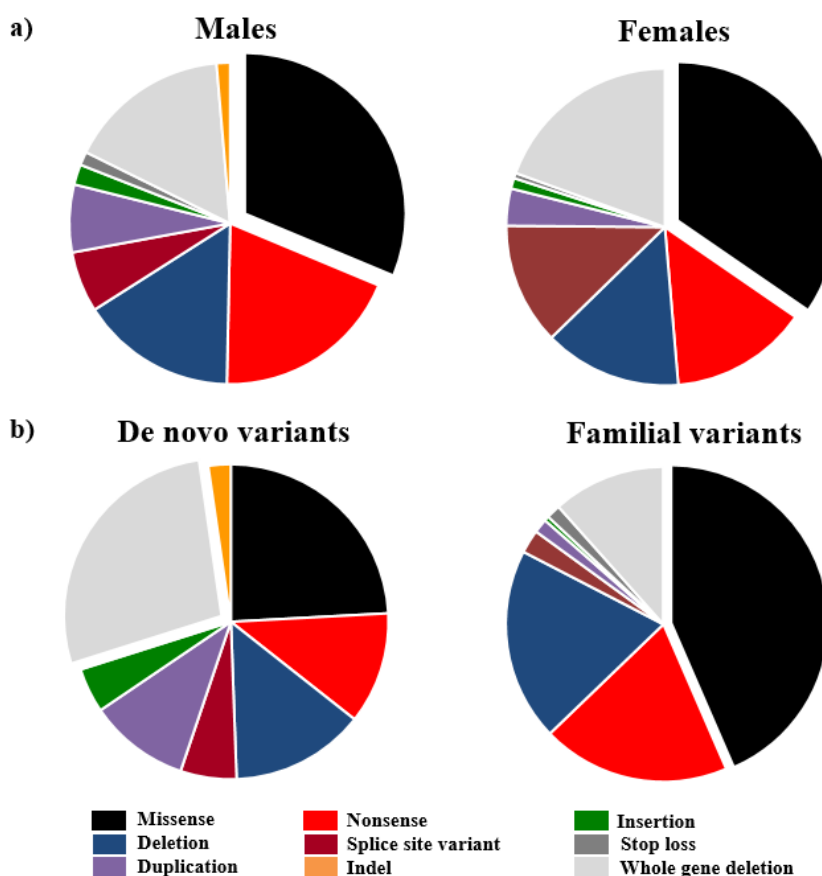 a)
Males
Females
b)
De novo variants
Familial variants
Missense
Nonsense
Insertion
Deletion
Splice site variant
Stop loss
Duplication
Indel
Whole gene deletion